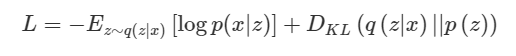 L = −E_{z∼q(z|x)} [log p(x|z)] + D_{KL} (q (z|x) ||p (z))